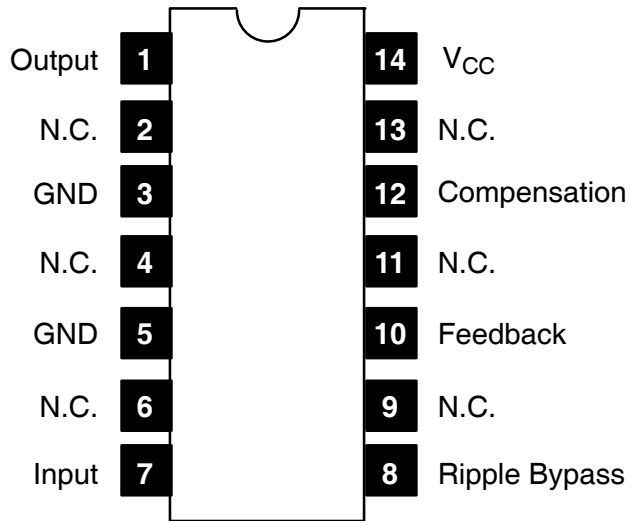 Output 1 14 VCC
N.C. 2 13 N.C.
GND 3 12 Compensation
N.C. 4 11 N.C.
GND 5 10 Feedback
N.C. 6 9 N.C.
Input 7 8 Ripple Bypass